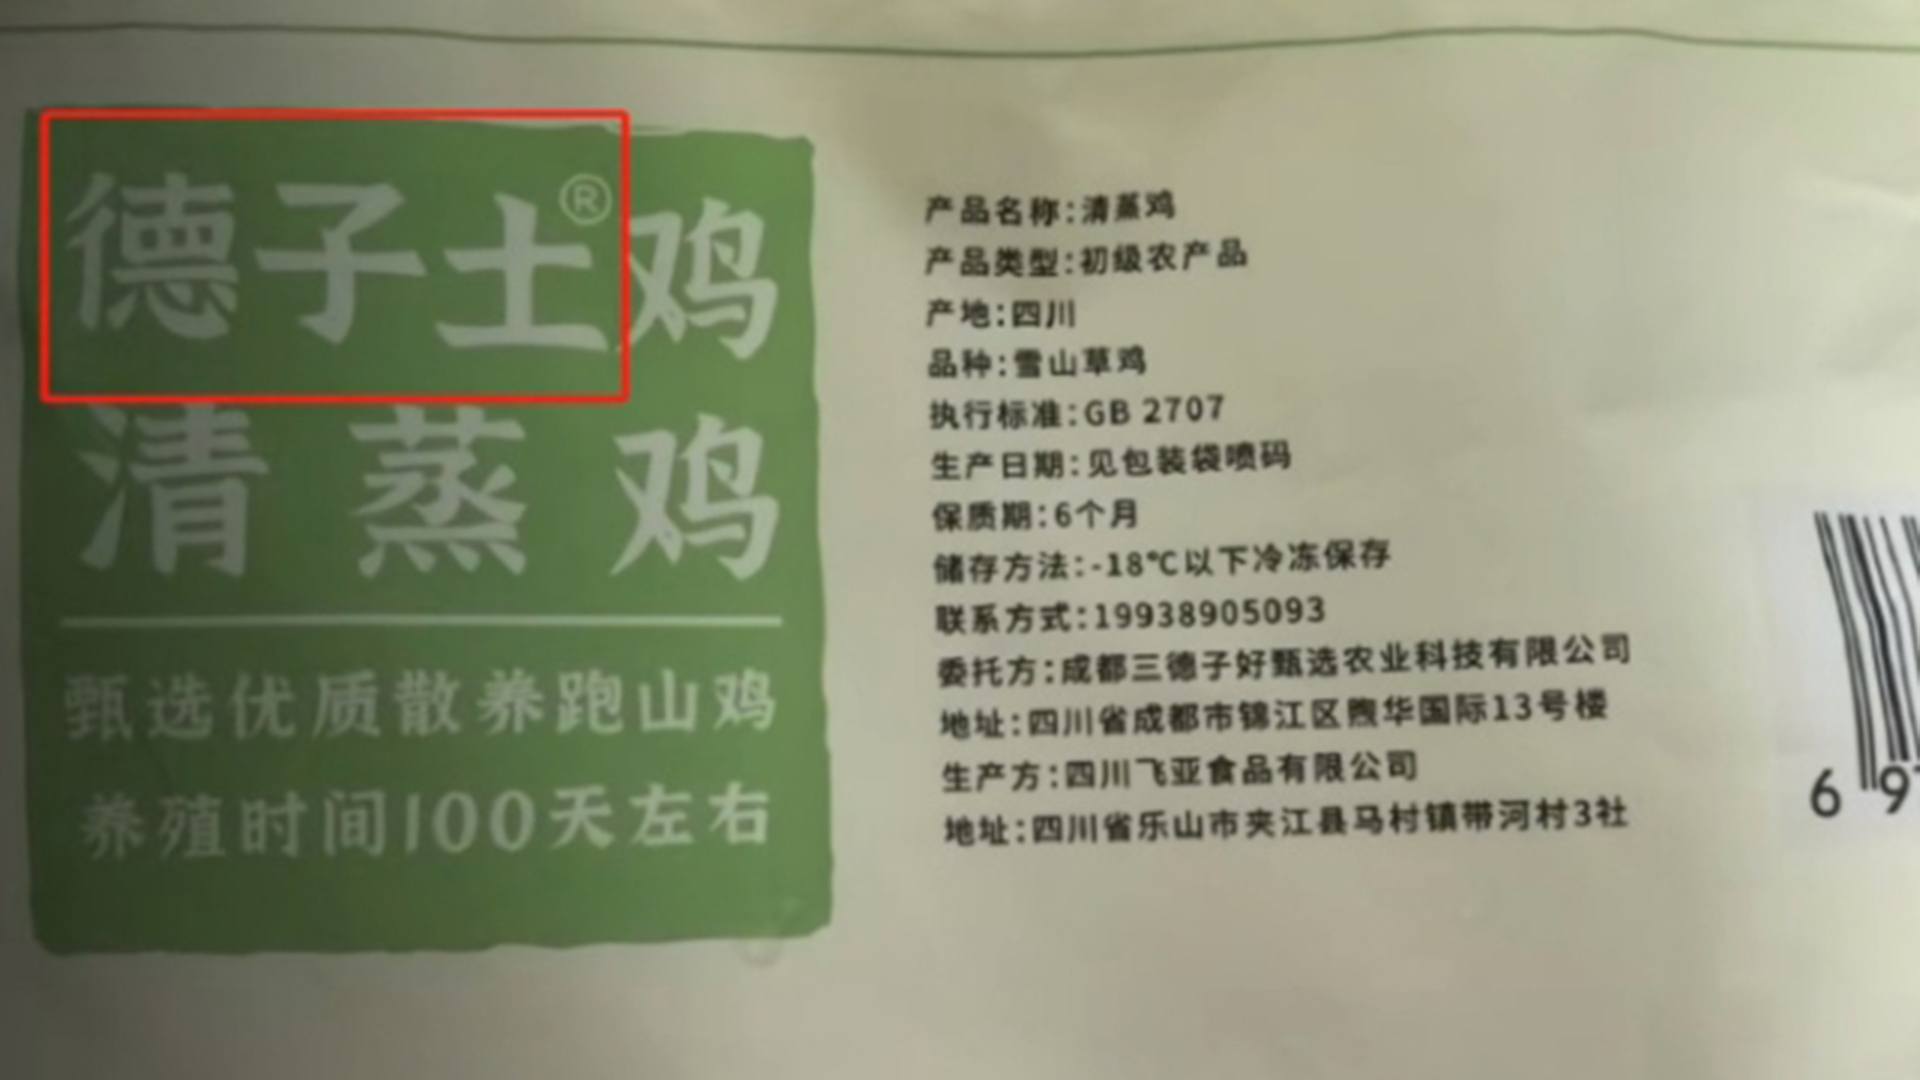 德子土®鸡
清蒸鸡
甄选优质散养跑山鸡
养殖时间100天左右
产品名称:清蒸鸡
产品类型:初级农产品
产地:四川
品种:雪山草鸡
执行标准:GB 2707
生产日期:见包装袋喷码
保质期:6个月
储存方法:-18℃以下冷冻保存
联系方式:19938905093
委托方:成都三德子好甄选农业科技有限公司
地址:四川省成都市锦江区煦华国际13号楼
生产方:四川飞亚食品有限公司
地址:四川省乐山市夹江县马村镇带河村3社
6 9